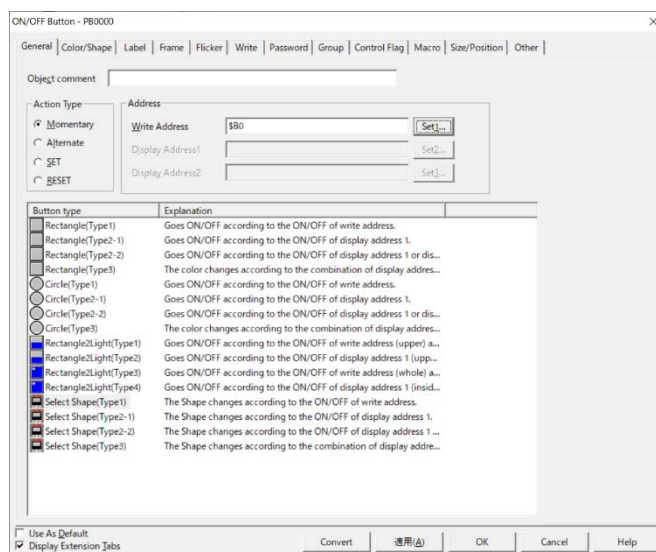 ON/OFF Button - PB0000
General Color/Shape Label Frame Flicker Write Password Group Control Flag Macro Size/Position Other
Object comment
Action Type
Address
Momentary
Write Address $B0 Set1...
Alternate
Display Address1 Set2...
SET
Display Address2 Set3...
RESET
Button type Explanation
Rectangle(Type1) Goes ON/OFF according to the ON/OFF of write address.
Rectangle(Type2-1) Goes ON/OFF according to the ON/OFF of display address 1.
Rectangle(Type2-2) Goes ON/OFF according to the ON/OFF of display address 1 or dis...
Rectangle(Type3) The color changes according to the combination of display addres...
Circle(Type1) Goes ON/OFF according to the ON/OFF of write address.
Circle(Type2-1) Goes ON/OFF according to the ON/OFF of display address 1.
Circle(Type2-2) Goes ON/OFF according to the ON/OFF of display address 1 or dis...
Circle(Type3) The color changes according to the combination of display addres...
Rectangle2Light(Type1) Goes ON/OFF according to the ON/OFF of write address (upper) a...
Rectangle2Light(Type2) Goes ON/OFF according to the ON/OFF of display address 1 (upp...
Rectangle2Light(Type3) Goes ON/OFF according to the ON/OFF of write address (whole) a...
Rectangle2Light(Type4) Goes ON/OFF according to the ON/OFF of display address 1 (insid...
Select Shape(Type1) The Shape changes according to the ON/OFF of write address.
Select Shape(Type2-1) The Shape changes according to the ON/OFF of display address 1.
Select Shape(Type2-2) The Shape changes according to the ON/OFF of display address 1 ...
Select Shape(Type3) The Shape changes according to the combination of display addre...
Use As Default
Display Extension Tabs
Convert 適用(A) OK Cancel Help